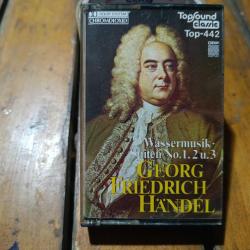 CHROMDIOXID
Topsound
classic
Top-442
Wassermusik·
Suiten No.1,2 u.3
GEORG
FRIEDRICH
HÄNDEL